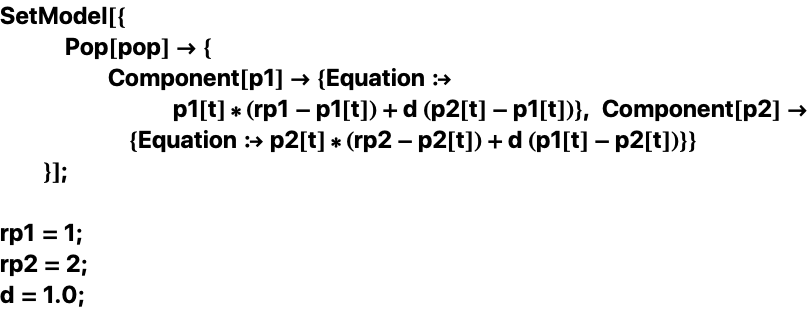 SetModel[{
Pop[pop] → {
Component[p1] → {Equation :→
p1[t]*(rp1 – p1[t]) + d (p2[t] – p1[t])}, Component[p2] →
{Equation :→ p2[t]*(rp2 – p2[t]) + d (p1[t] – p2[t])}}
}];
rp1 = 1;
rp2 = 2;
d = 1.0;